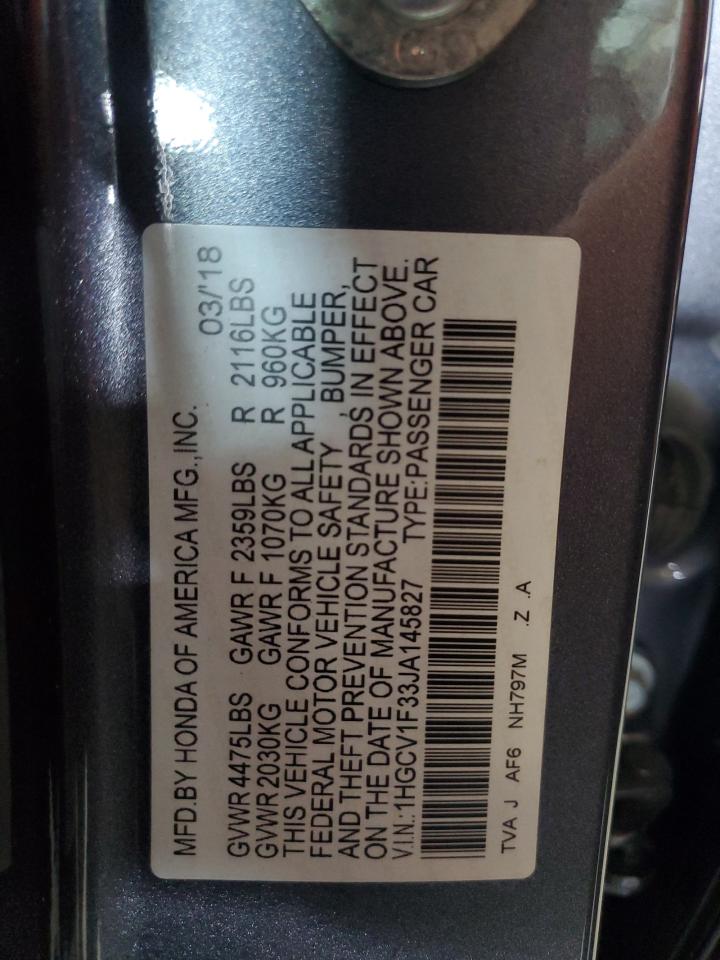 MFD.BY HONDA OF AMERICA MFG.,INC. 03/'18
GVWR 4475LBS GAWR F 2359LBS R 2116LBS
GVWR 2030KG GAWR F 1070KG R 960KG
THIS VEHICLE CONFORMS TO ALL APPLICABLE
FEDERAL MOTOR VEHICLE SAFETY , BUMPER,
AND THEFT PREVENTION STANDARDS IN EFFECT
ON THE DATE OF MANUFACTURE SHOWN ABOVE.
V.I.N.: 1HGCV1F33JA145827 TYPE:PASSENGER CAR
TVA J AF6 NH797M .Z .A